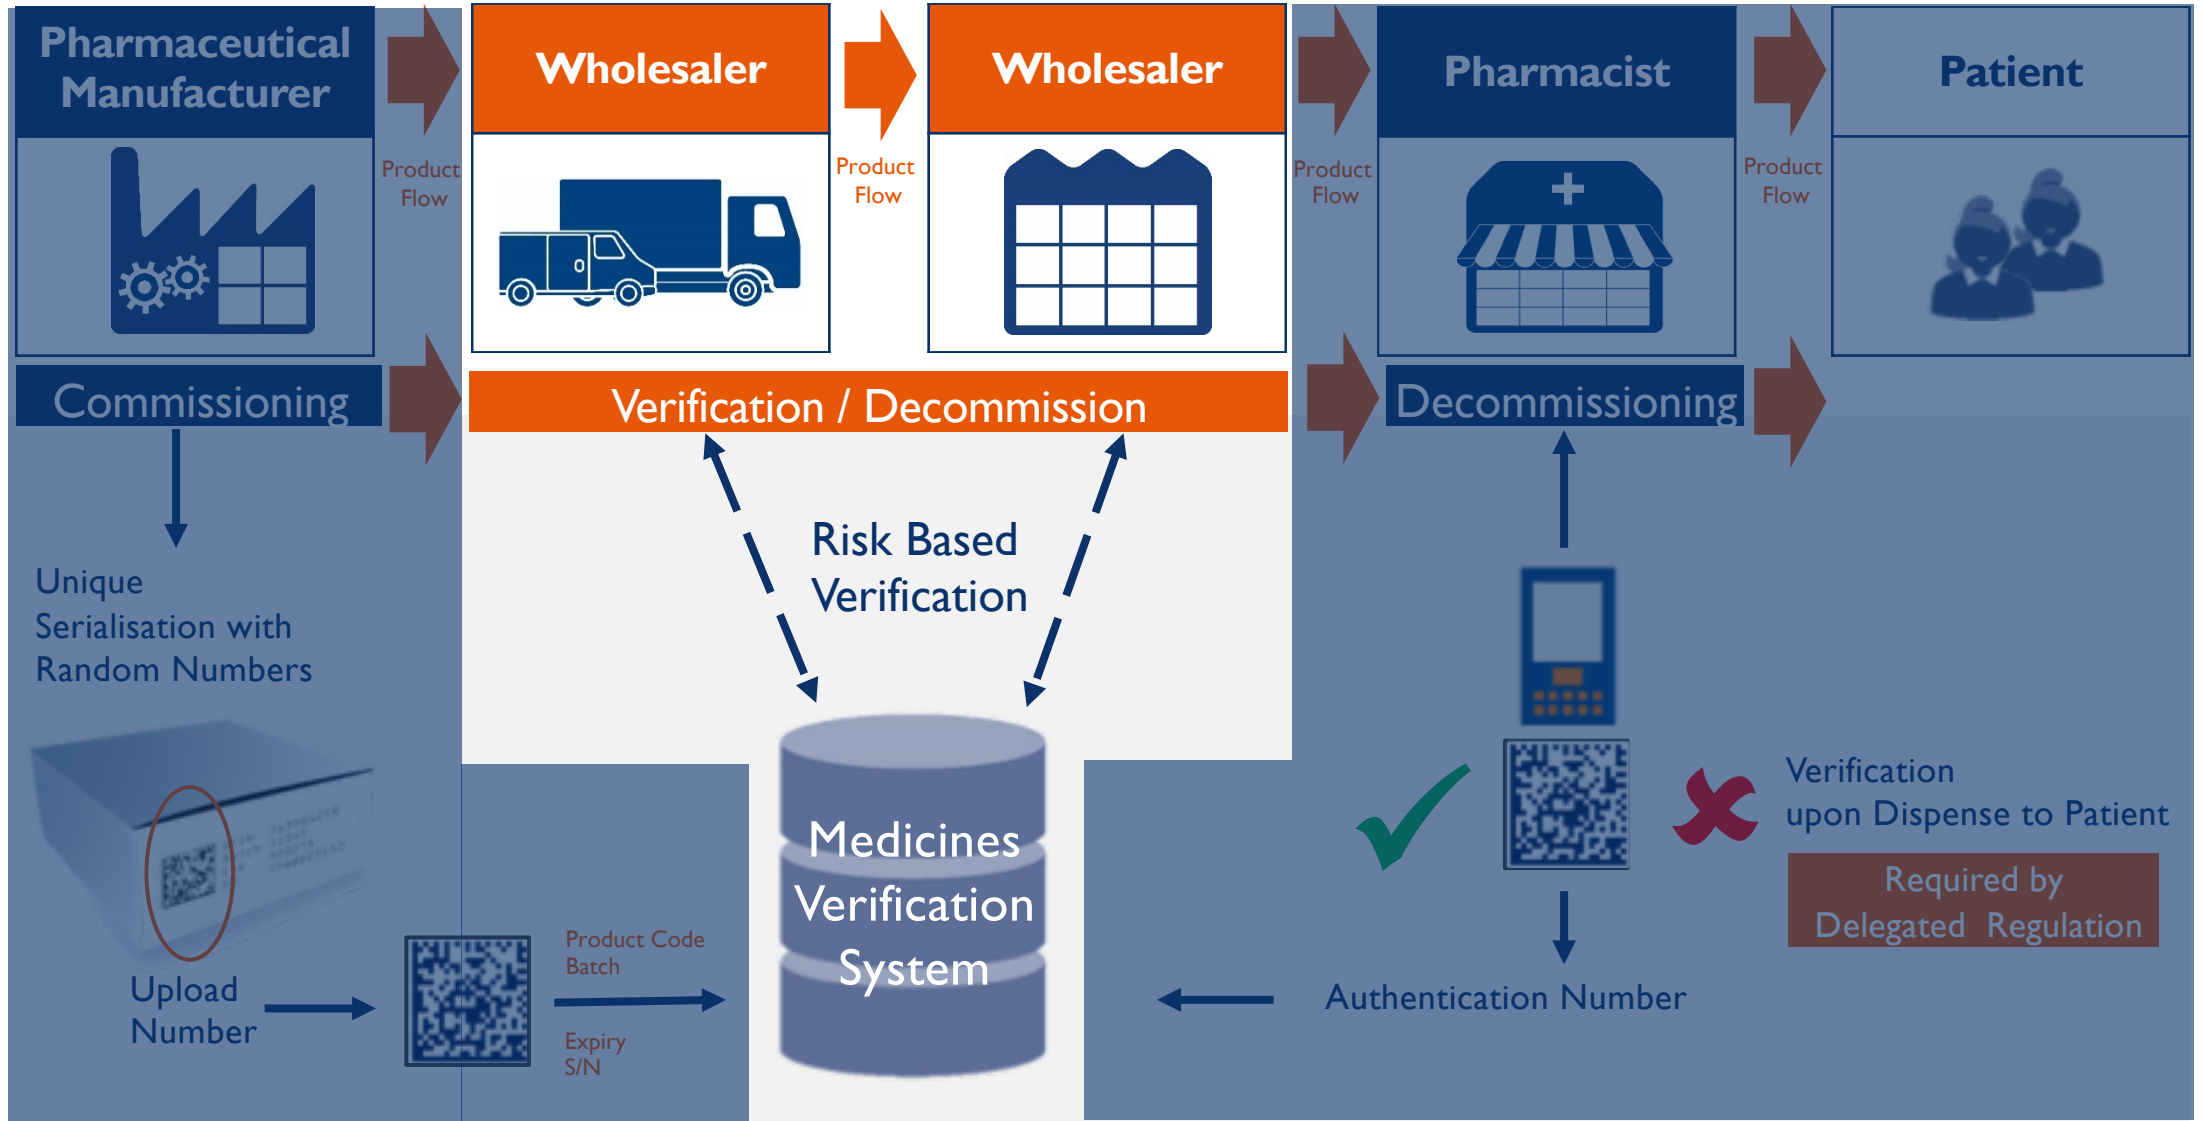 Pharmaceutical
Manufacturer
Product
Flow
Wholesaler
Product
Flow
Wholesaler
Product
Flow
Pharmacist
Product
Flow
Patient
Commissioning
Verification / Decommission
Decommissioning
Unique
Serialisation with
Random Numbers
Risk Based
Verification
Upload
Number
Product Code
Batch
Expiry
S/N
Medicines
Verification
System
Verification
upon Dispense to Patient
Required by
Delegated Regulation
Authentication Number